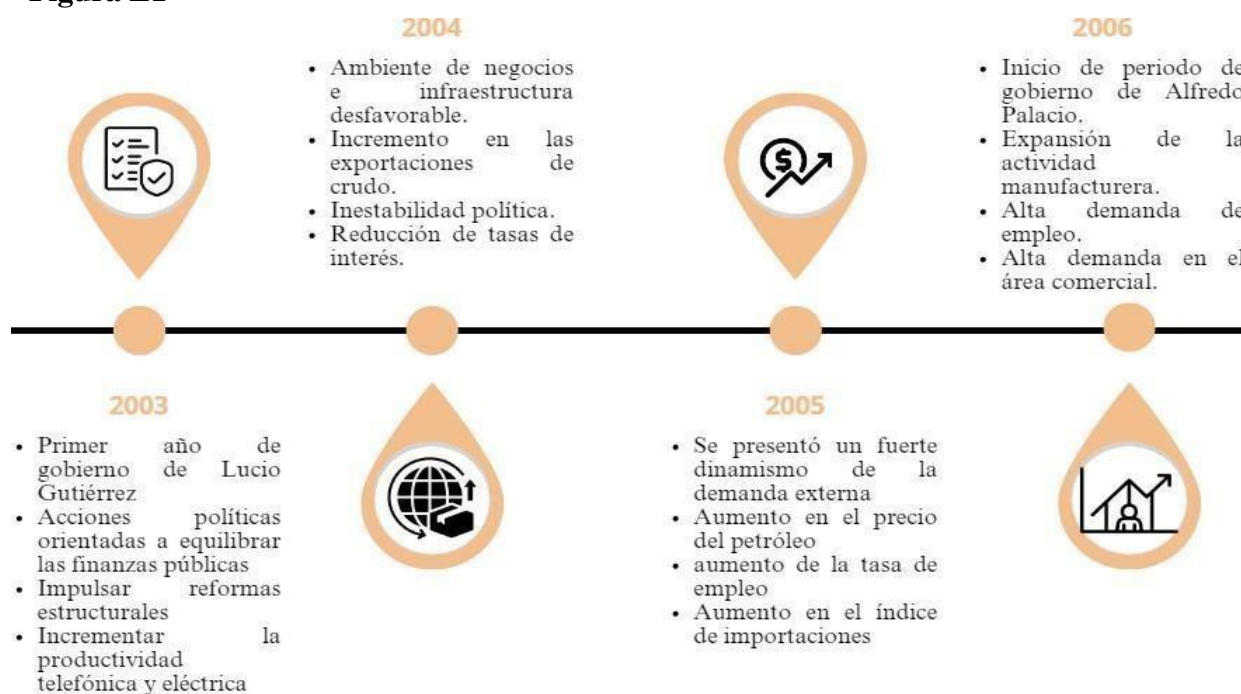 2004
• Ambiente de negocios
e infraestructura
desfavorable.
• Incremento en las
exportaciones de
crudo.
• Inestabilidad política.
• Reducción de tasas de
interés.
2006
• Inicio de periodo de
gobierno de Alfredo
Palacio.
• Expansión de la
actividad
manufacturera.
• Alta demanda de
empleo.
• Alta demanda en el
área comercial.
2003
• Primer año de
gobierno de Lucio
Gutiérrez
• Acciones políticas
orientadas a equilibrar
las finanzas públicas
• Impulsar reformas
estructurales
• Incrementar la
productividad
telefónica y eléctrica
2005
• Se presentó un fuerte
dinamismo de la
demanda externa
• Aumento en el precio
del petróleo
• aumento de la tasa de
empleo
• Aumento en el índice
de importaciones